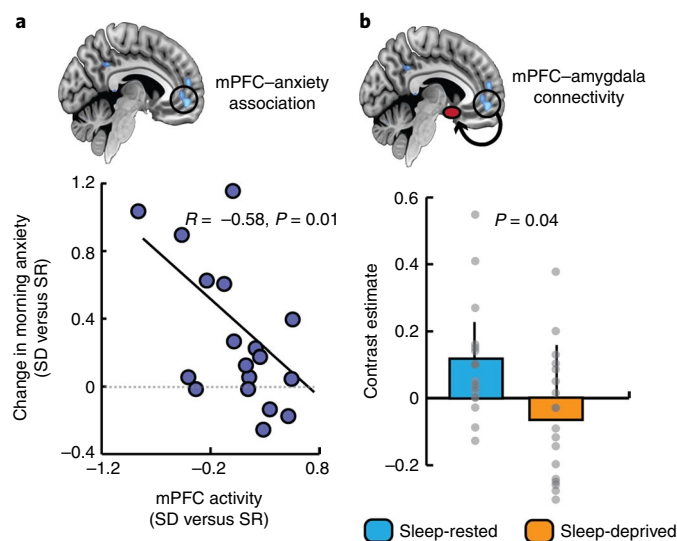 a
mPFC–anxiety
association
1.2
0.8
0.4
0
−0.4
Change in morning anxiety
(SD versus SR)
R = −0.58, P = 0.01
−1.2
−0.2
0.8
mPFC activity
(SD versus SR)
b
mPFC–amygdala
connectivity
0.6
0.4
0.2
0
−0.2
Contrast estimate
P = 0.04
Sleep-rested
Sleep-deprived